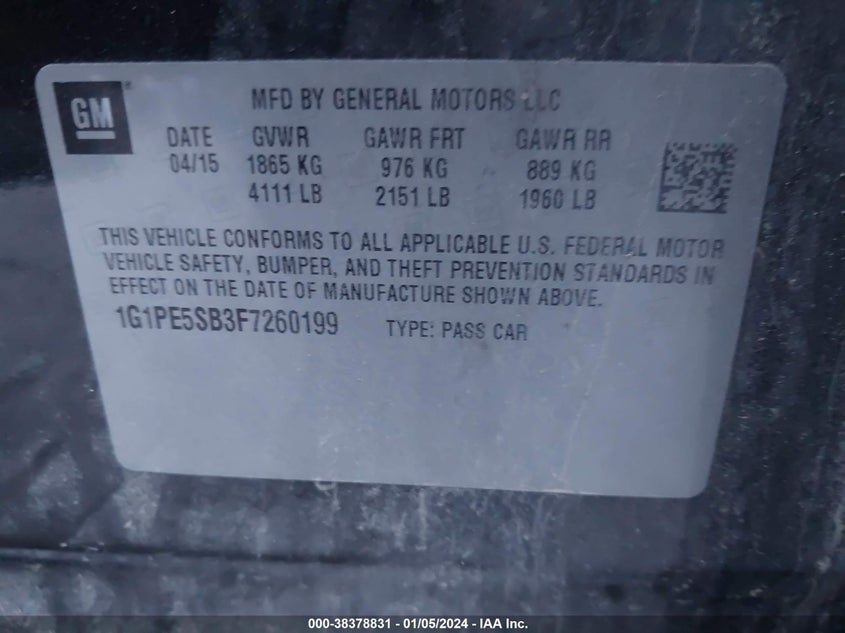 GM
MFD BY GENERAL MOTORS LLC
DATE GVWR GAWR FRT GAWR RR
04/15 1865 KG 976 KG 889 KG
4111 LB 2151 LB 1960 LB
THIS VEHICLE CONFORMS TO ALL APPLICABLE U.S. FEDERAL MOTOR
VEHICLE SAFETY, BUMPER, AND THEFT PREVENTION STANDARDS IN
EFFECT ON THE DATE OF MANUFACTURE SHOWN ABOVE.
1G1PE5SB3F7260199 TYPE: PASS CAR
000-38378831 - 01/05/2024 - IAA Inc.